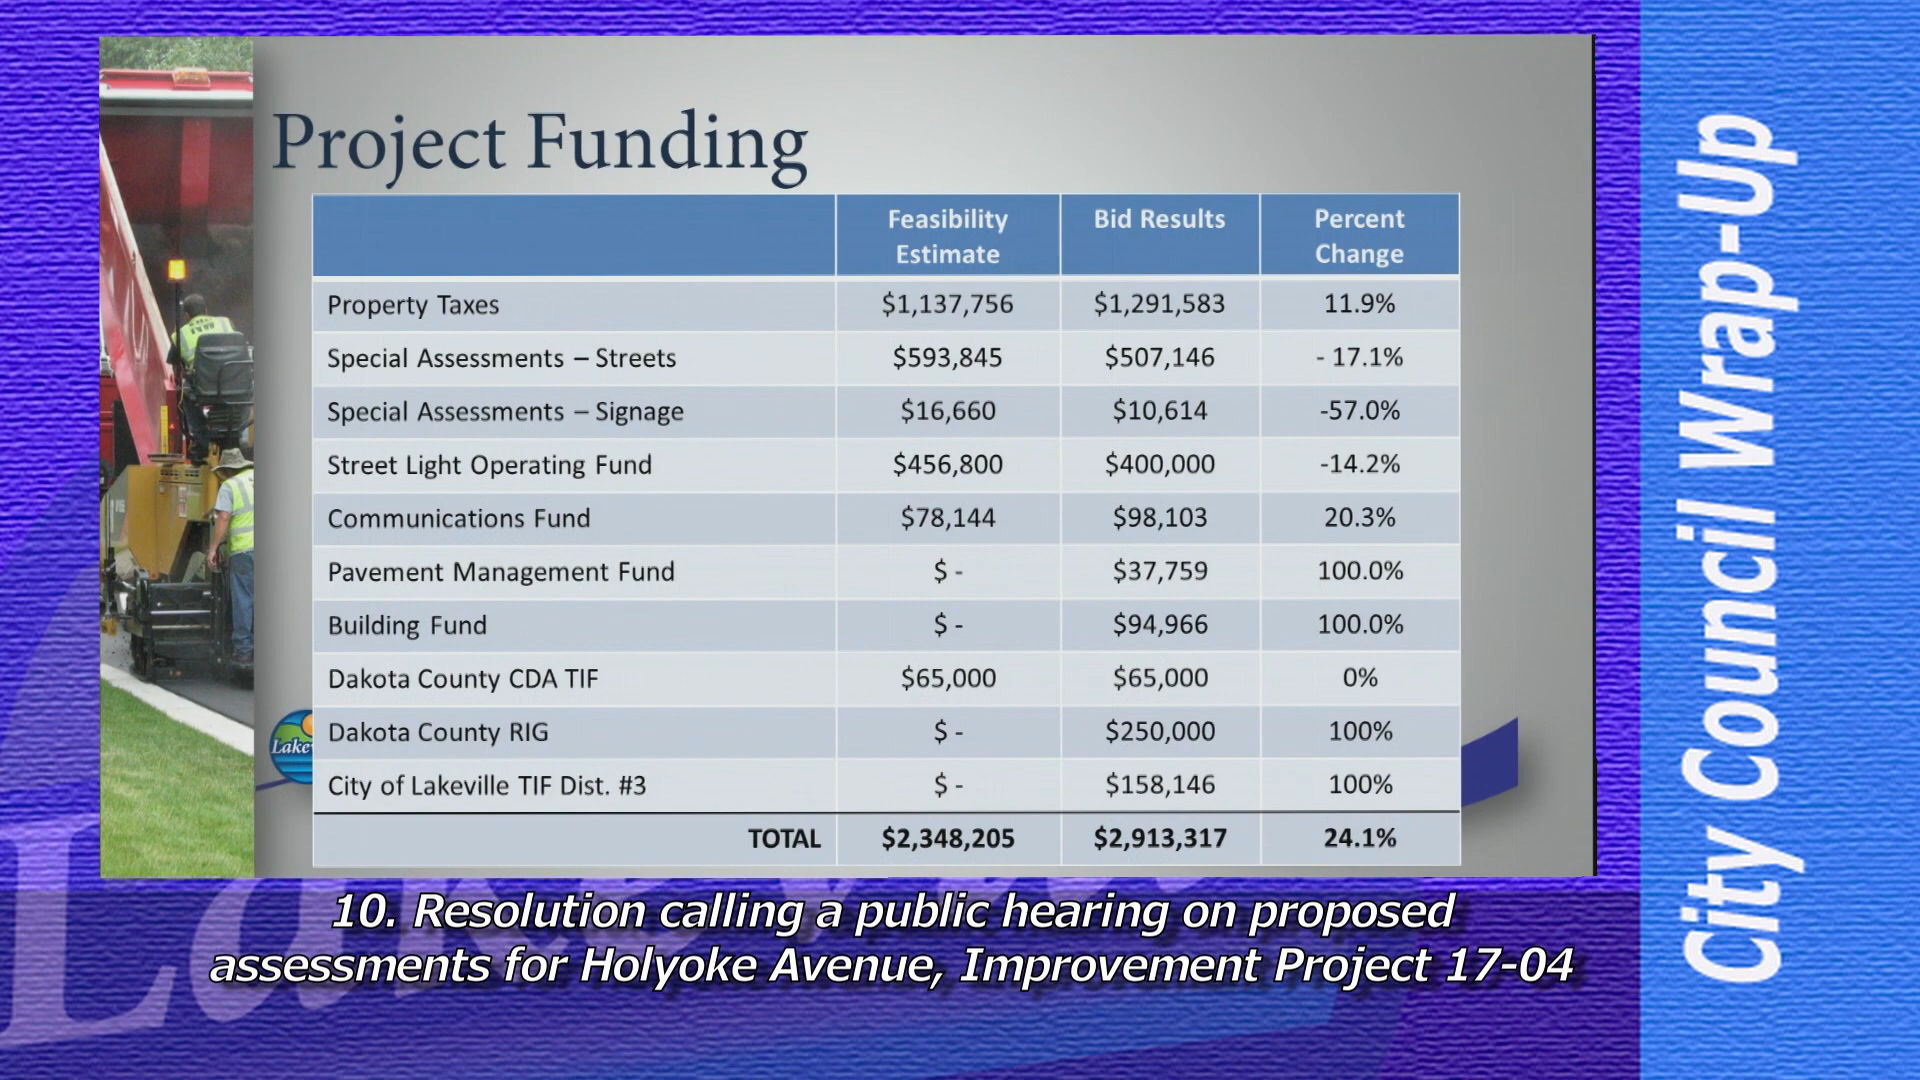 Project Funding
Feasibility Estimate Bid Results Percent Change
Property Taxes $1,137,756 $1,291,583 11.9%
Special Assessments – Streets $593,845 $507,146 - 17.1%
Special Assessments – Signage $16,660 $10,614 -57.0%
Street Light Operating Fund $456,800 $400,000 -14.2%
Communications Fund $78,144 $98,103 20.3%
Pavement Management Fund $ - $37,759 100.0%
Building Fund $ - $94,966 100.0%
Dakota County CDA TIF $65,000 $65,000 0%
Dakota County RIG $ - $250,000 100%
City of Lakeville TIF Dist. #3 $ - $158,146 100%
TOTAL $2,348,205 $2,913,317 24.1%
10. Resolution calling a public hearing on proposed
assessments for Holyoke Avenue, Improvement Project 17-04
City Council Wrap-Up